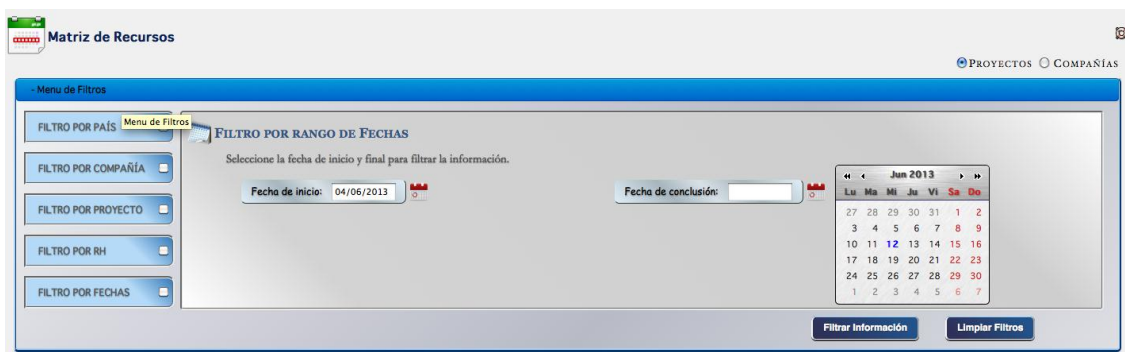 Matriz de Recursos
PROYECTOS COMPAÑÍAS
- Menu de Filtros
FILTRO POR PAÍS
Menu de Filtros
FILTRO POR COMPAÑÍA
FILTRO POR PROYECTO
FILTRO POR RH
FILTRO POR FECHAS
FILTRO POR RANGO DE FECHAS
Seleccione la fecha de inicio y final para filtrar la información.
Fecha de inicio: 04/06/2013
Fecha de conclusión:
Jun 2013
Lu Ma Mi Ju Vi Sa Do
27 28 29 30 31 1 2
3 4 5 6 7 8 9
10 11 12 13 14 15 16
17 18 19 20 21 22 23
24 25 26 27 28 29 30
1 2 3 4 5 6 7
Filtrar Información
Limpiar Filtros